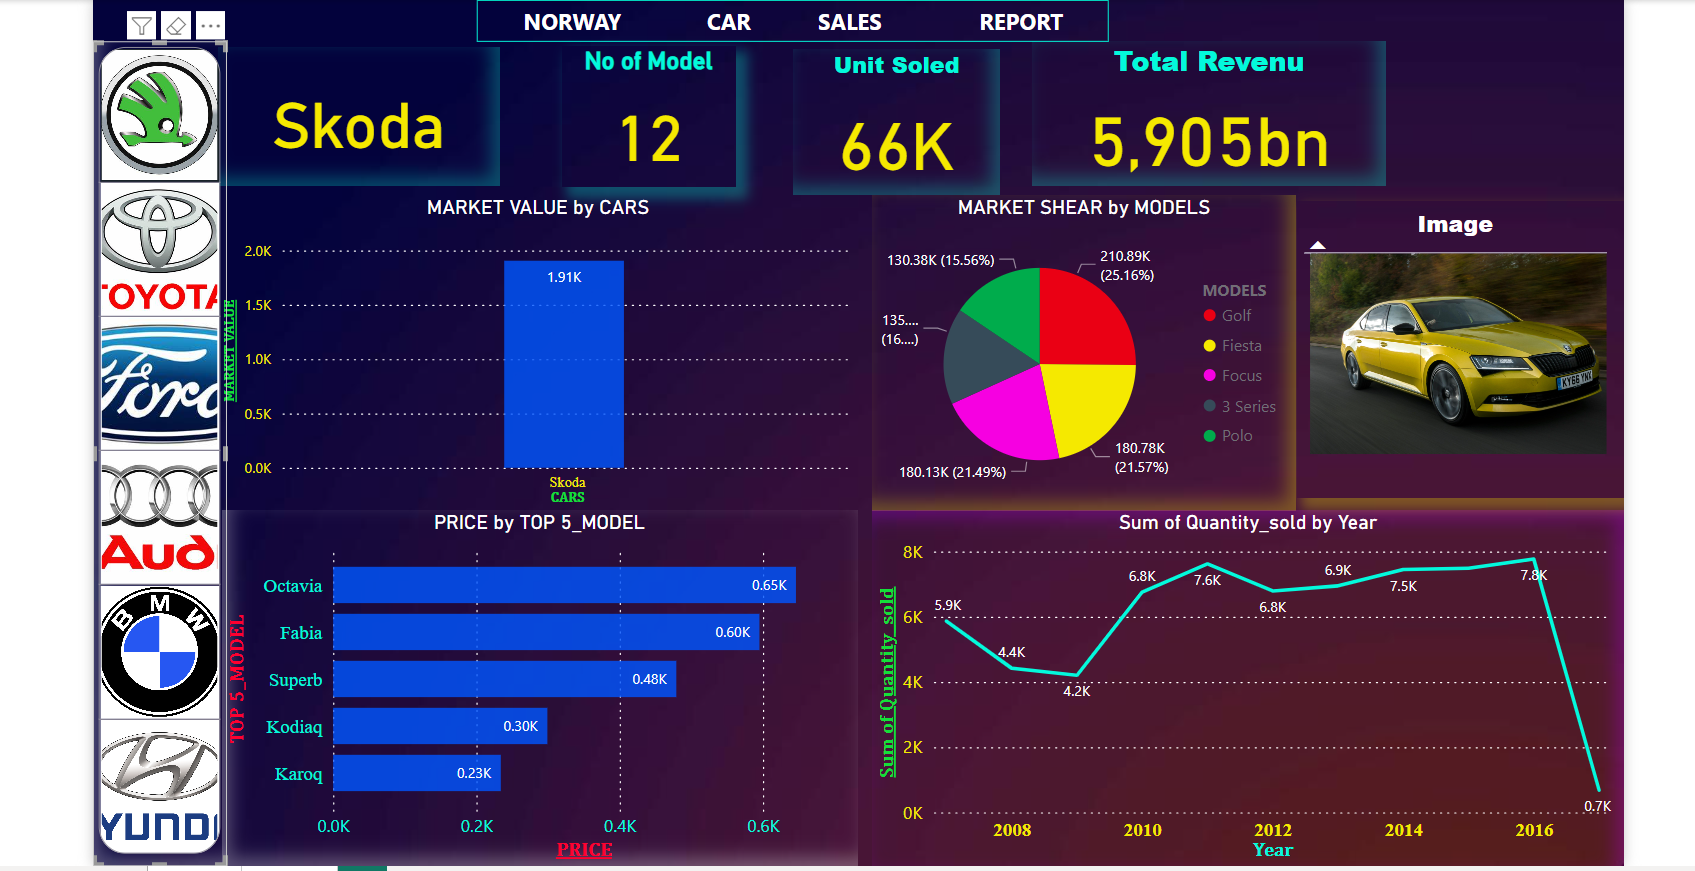 NORWAY CAR SALES REPORT
No of Model
Unit Soled
Total Revenu
Skoda
12
66K
5,905bn
TOYOTA
Ford
Audi
BMW
HYUNDAI
MARKET VALUE by CARS
MARKET VALUE
2.0K
1.5K
1.0K
0.5K
0.0K
1.91K
Skoda
CARS
MARKET SHEAR by MODELS
130.38K (15.56%)
210.89K
(25.16%)
135....
(16....)
180.13K (21.49%)
180.78K
(21.57%)
MODELS
Golf
Fiesta
Focus
3 Series
Polo
Image
KY66 YNX
PRICE by TOP 5_MODEL
TOP 5_MODEL
Octavia 0.65K
Fabia 0.60K
Superb 0.48K
Kodiaq 0.30K
Karoq 0.23K
0.0K 0.2K 0.4K 0.6K
PRICE
Sum of Quantity_sold by Year
Sum of Quantity_sold
8K
6K
4K
2K
0K
5.9K
4.4K
4.2K
6.8K
7.6K
6.8K
6.9K
7.5K
7.8K
0.7K
2008 2010 2012 2014 2016
Year